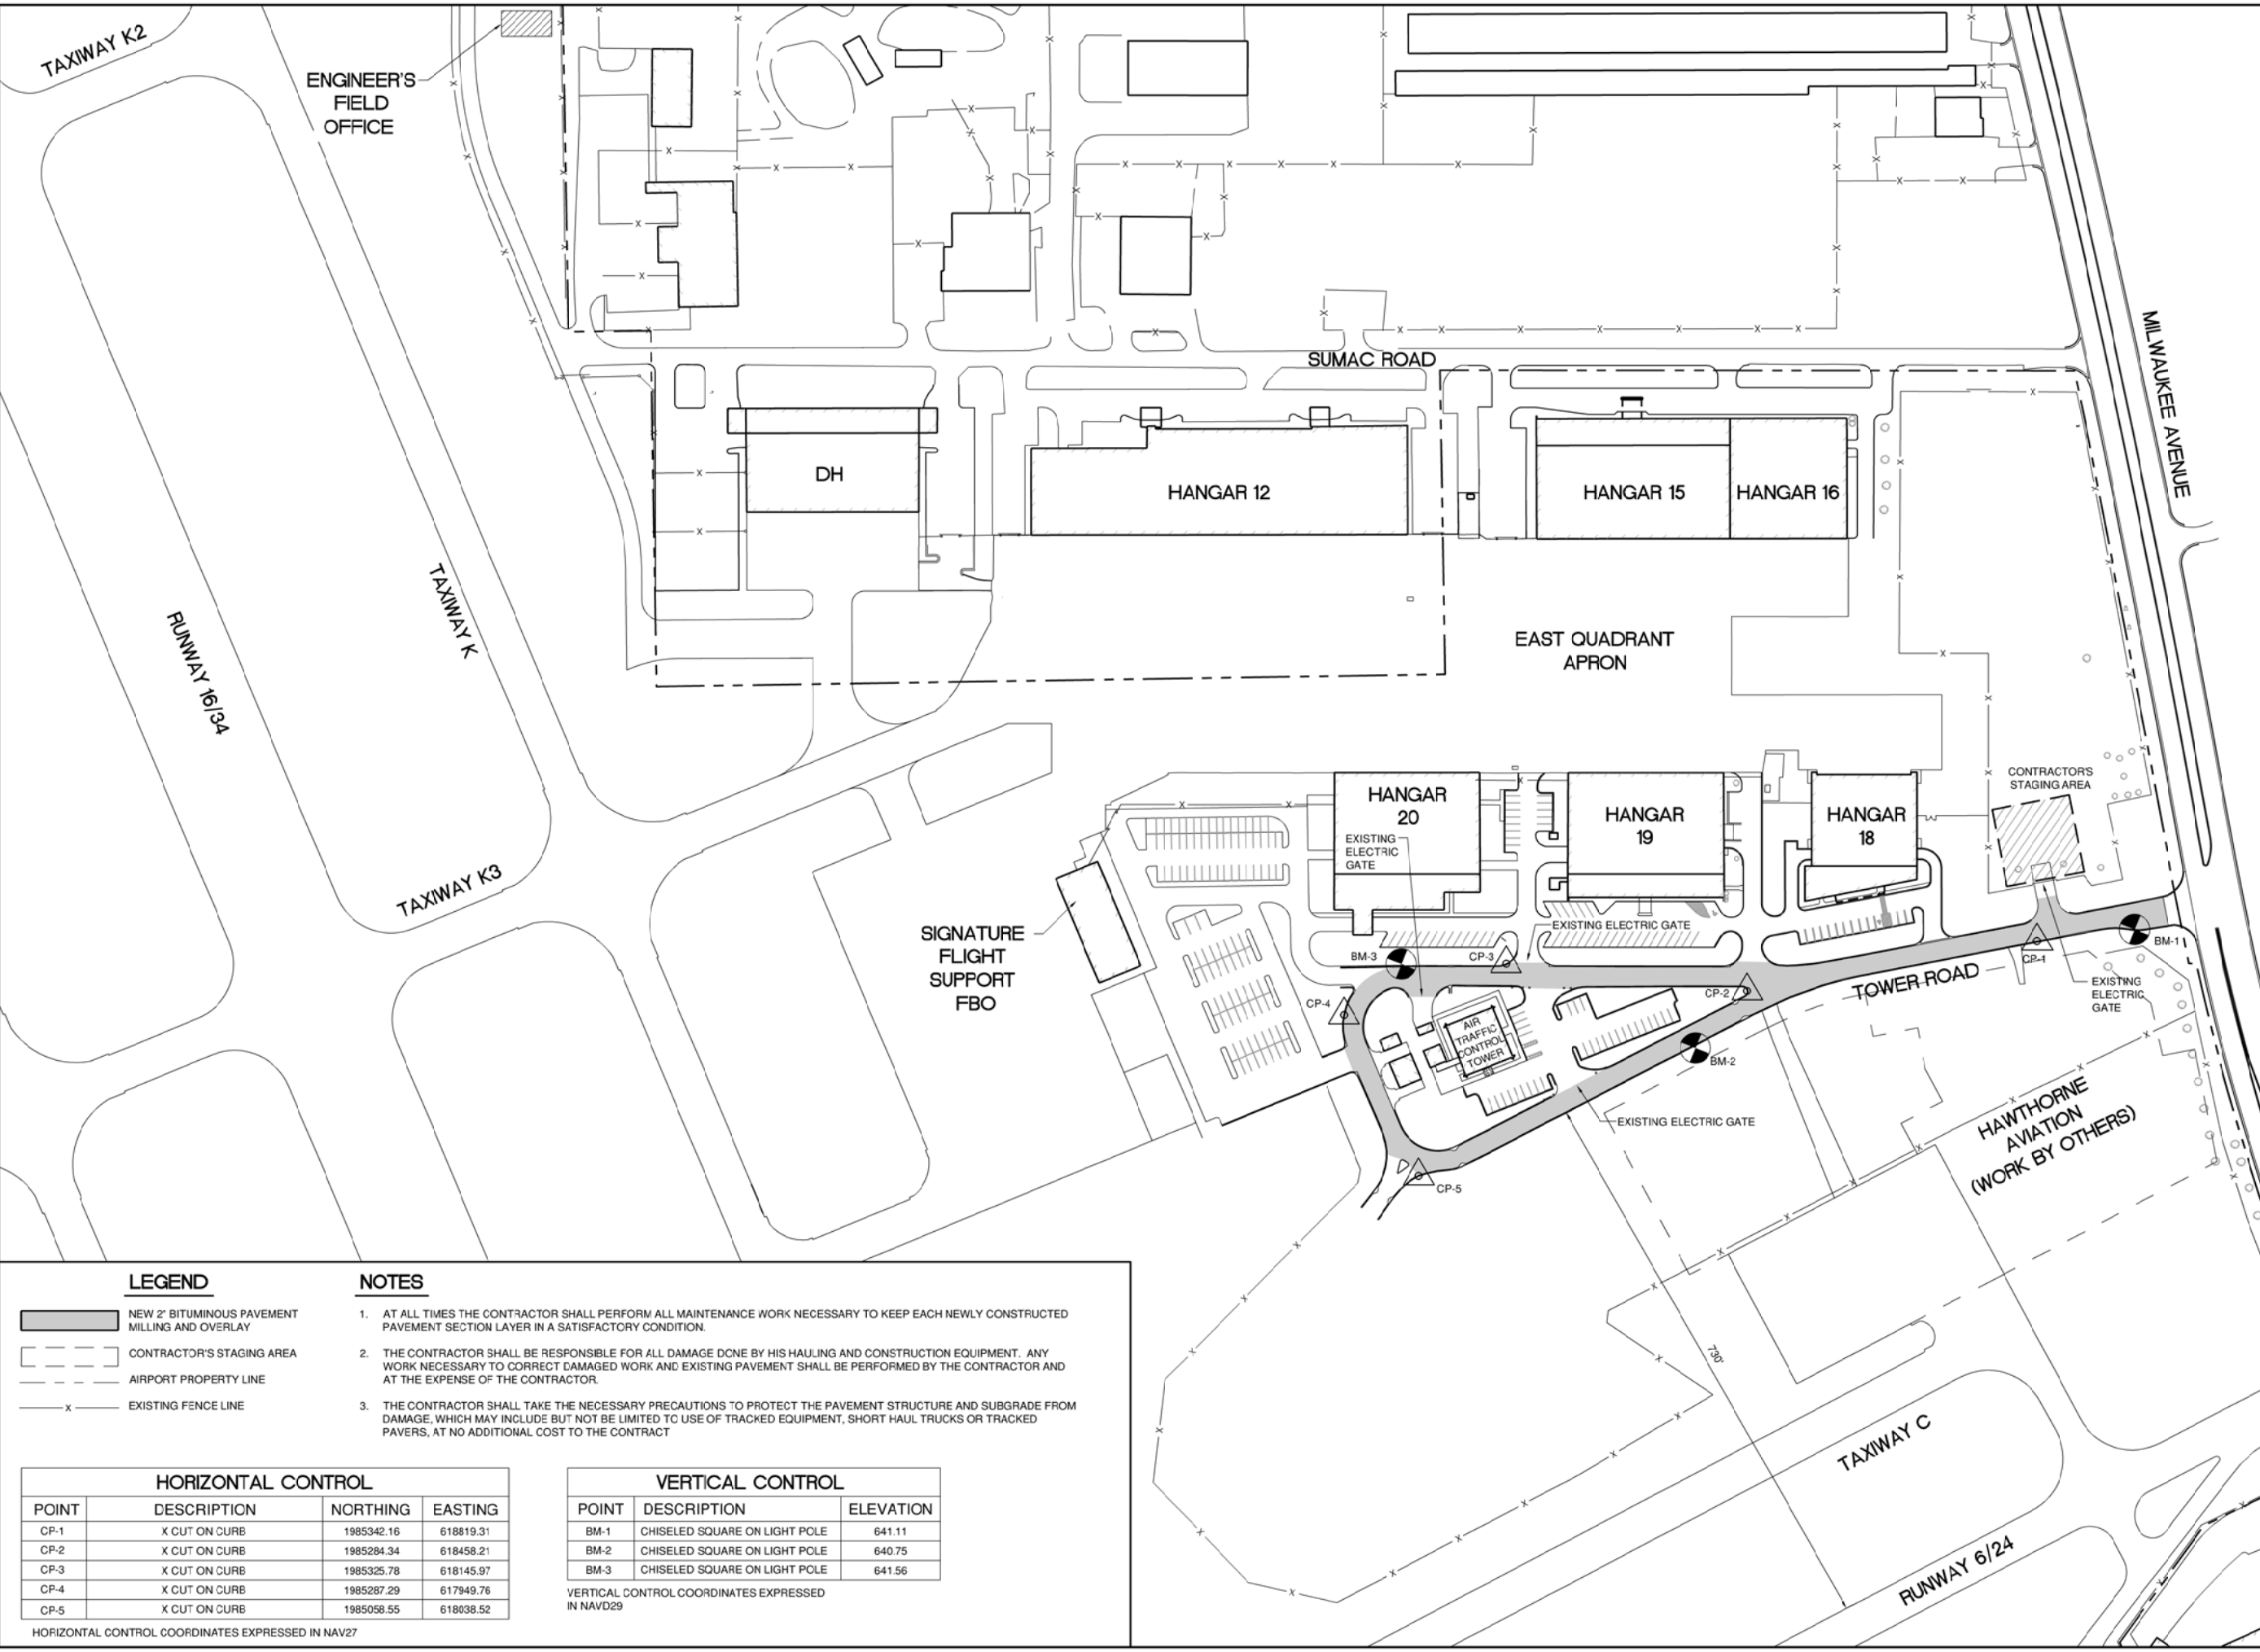 TAXIWAY K2
ENGINEER'S
FIELD
OFFICE
SUMAC ROAD
MILWAUKEE AVENUE
DH
HANGAR 12
HANGAR 15
HANGAR 16
TAXIWAY K
RUNWAY 16/34
EAST QUADRANT
APRON
CONTRACTOR'S
STAGING AREA
HANGAR
20
EXISTING
ELECTRIC
GATE
HANGAR
19
HANGAR
18
TAXIWAY K3
SIGNATURE
FLIGHT
SUPPORT
FBO
EXISTING ELECTRIC GATE
BM-3
CP-3
BM-1
CP-1
TOWER ROAD
CP-2
CP-4
EXISTING
ELECTRIC
GATE
AIR
TRAFFIC
CONTROL
TOWER
BM-2
EXISTING ELECTRIC GATE
HAWTHORNE
AVIATION
(WORK BY OTHERS)
CP-5
730'
TAXIWAY C
RUNWAY 6/24
LEGEND
NEW 2" BITUMINOUS PAVEMENT
MILLING AND OVERLAY
CONTRACTOR'S STAGING AREA
AIRPORT PROPERTY LINE
X EXISTING FENCE LINE
NOTES
1. AT ALL TIMES THE CONTRACTOR SHALL PERFORM ALL MAINTENANCE WORK NECESSARY TO KEEP EACH NEWLY CONSTRUCTED
PAVEMENT SECTION LAYER IN A SATISFACTORY CONDITION.
2. THE CONTRACTOR SHALL BE RESPONSIBLE FOR ALL DAMAGE DONE BY HIS HAULING AND CONSTRUCTION EQUIPMENT. ANY
WORK NECESSARY TO CORRECT DAMAGED WORK AND EXISTING PAVEMENT SHALL BE PERFORMED BY THE CONTRACTOR AND
AT THE EXPENSE OF THE CONTRACTOR.
3. THE CONTRACTOR SHALL TAKE THE NECESSARY PRECAUTIONS TO PROTECT THE PAVEMENT STRUCTURE AND SUBGRADE FROM
DAMAGE, WHICH MAY INCLUDE BUT NOT BE LIMITED TO USE OF TRACKED EQUIPMENT, SHORT HAUL TRUCKS OR TRACKED
PAVERS, AT NO ADDITIONAL COST TO THE CONTRACT
HORIZONTAL CONTROL
POINT DESCRIPTION NORTHING EASTING
CP-1 X CUT ON CURB 1985342.16 618819.31
CP-2 X CUT ON CURB 1985284.34 618458.21
CP-3 X CUT ON CURB 1985325.78 618145.97
CP-4 X CUT ON CURB 1985287.29 617949.76
CP-5 X CUT ON CURB 1985058.55 618038.52
HORIZONTAL CONTROL COORDINATES EXPRESSED IN NAV27
VERTICAL CONTROL
POINT DESCRIPTION ELEVATION
BM-1 CHISELED SQUARE ON LIGHT POLE 641.11
BM-2 CHISELED SQUARE ON LIGHT POLE 640.75
BM-3 CHISELED SQUARE ON LIGHT POLE 641.56
VERTICAL CONTROL COORDINATES EXPRESSED
IN NAVD29